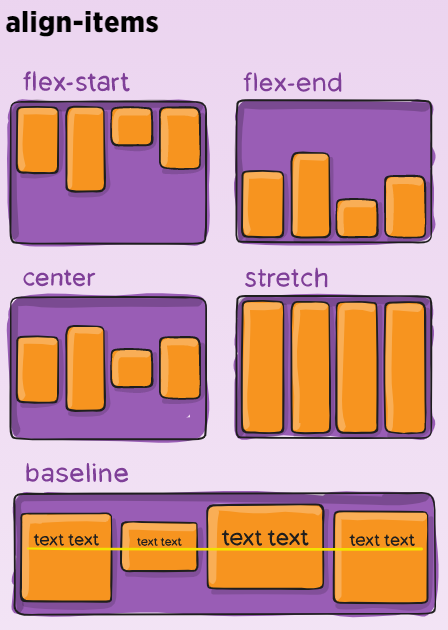 align-items
flex-start
flex-end
center
stretch
baseline
text text
text text
text text
text text